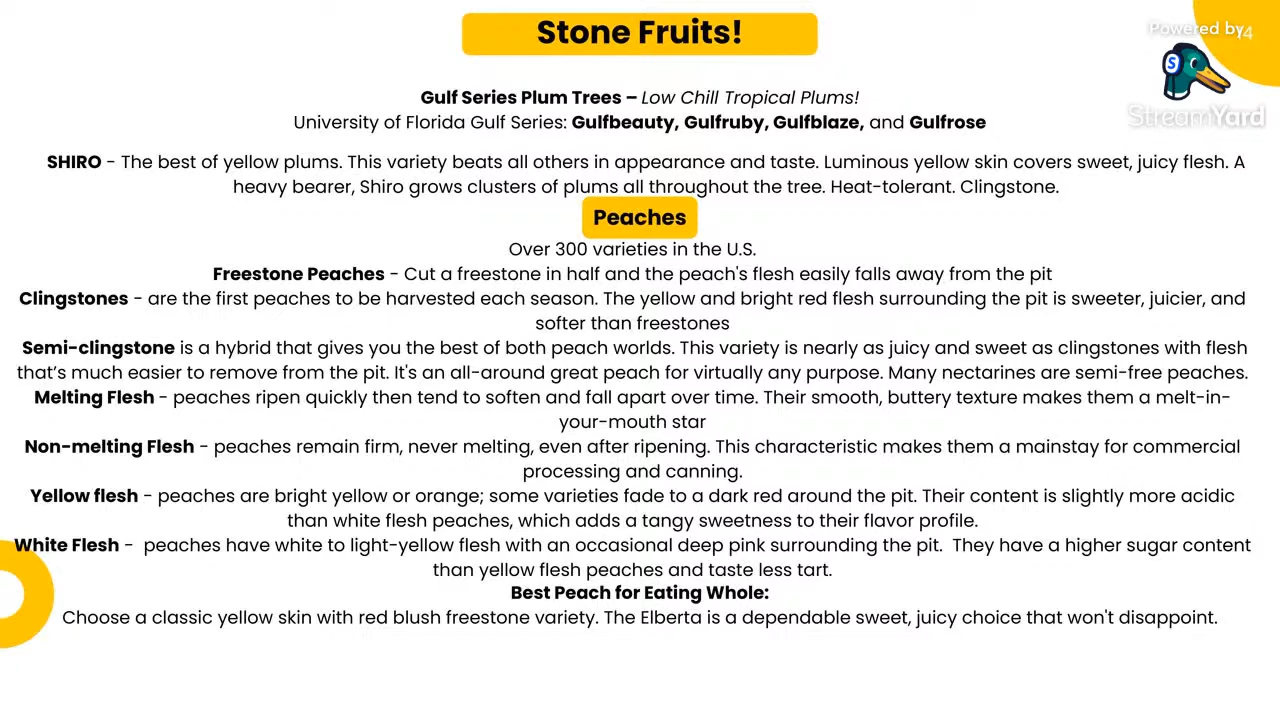 Stone Fruits!
Powered by
4
StreamYard
Gulf Series Plum Trees – Low Chill Tropical Plums!
University of Florida Gulf Series: Gulfbeauty, Gulfruby, Gulfblaze, and Gulfrose
SHIRO - The best of yellow plums. This variety beats all others in appearance and taste. Luminous yellow skin covers sweet, juicy flesh. A
heavy bearer, Shiro grows clusters of plums all throughout the tree. Heat-tolerant. Clingstone.
Peaches
Over 300 varieties in the U.S.
Freestone Peaches - Cut a freestone in half and the peach's flesh easily falls away from the pit
Clingstones - are the first peaches to be harvested each season. The yellow and bright red flesh surrounding the pit is sweeter, juicier, and
softer than freestones
Semi-clingstone is a hybrid that gives you the best of both peach worlds. This variety is nearly as juicy and sweet as clingstones with flesh
that’s much easier to remove from the pit. It's an all-around great peach for virtually any purpose. Many nectarines are semi-free peaches.
Melting Flesh - peaches ripen quickly then tend to soften and fall apart over time. Their smooth, buttery texture makes them a melt-in-
your-mouth star
Non-melting Flesh - peaches remain firm, never melting, even after ripening. This characteristic makes them a mainstay for commercial
processing and canning.
Yellow flesh - peaches are bright yellow or orange; some varieties fade to a dark red around the pit. Their content is slightly more acidic
than white flesh peaches, which adds a tangy sweetness to their flavor profile.
White Flesh - peaches have white to light-yellow flesh with an occasional deep pink surrounding the pit. They have a higher sugar content
than yellow flesh peaches and taste less tart.
Best Peach for Eating Whole:
Choose a classic yellow skin with red blush freestone variety. The Elberta is a dependable sweet, juicy choice that won't disappoint.